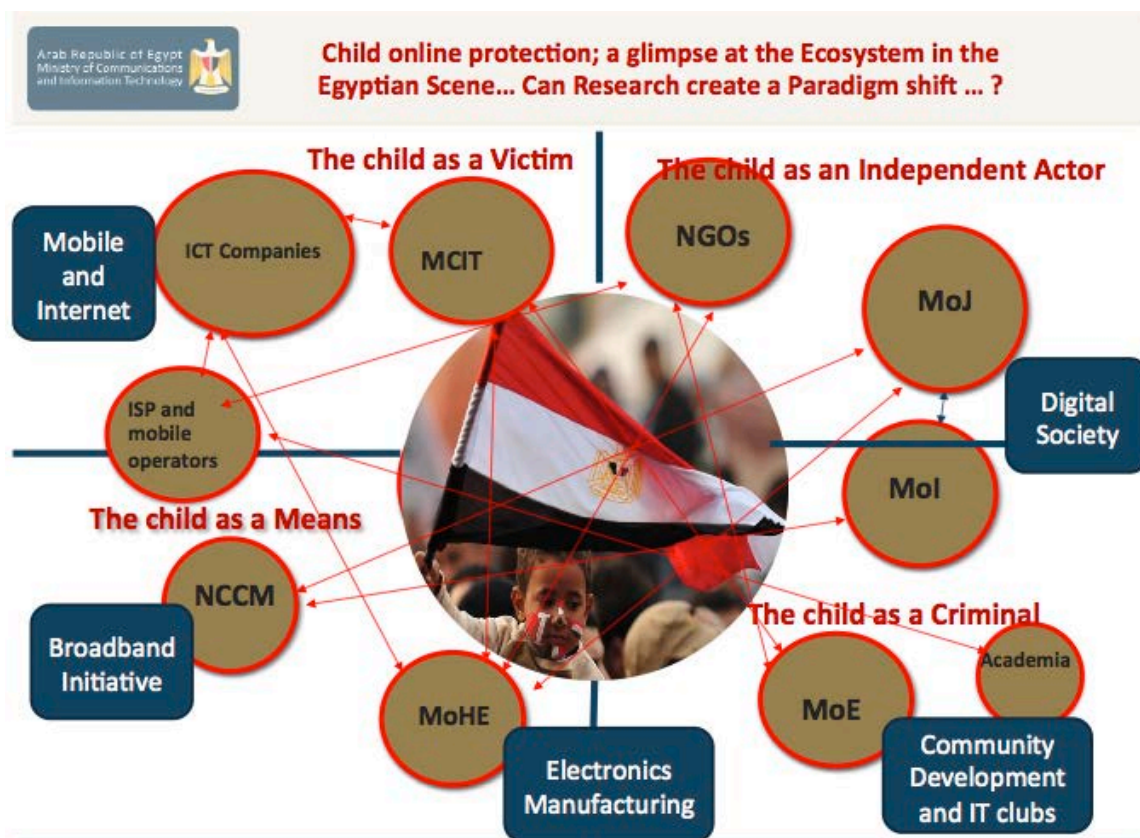 Arab Republic of Egypt
Ministry of Communications
and Information Technology
Child online protection; a glimpse at the Ecosystem in the
Egyptian Scene... Can Research create a Paradigm shift ... ?
The child as a Victim
The child as an Independent Actor
Mobile
and
Internet
ICT Companies
MCIT
NGOs
MoJ
ISP and
mobile
operators
Digital
Society
MoI
The child as a Means
NCCM
Broadband
Initiative
MoHE
Electronics
Manufacturing
The child as a Criminal
Academia
MoE
Community
Development
and IT clubs